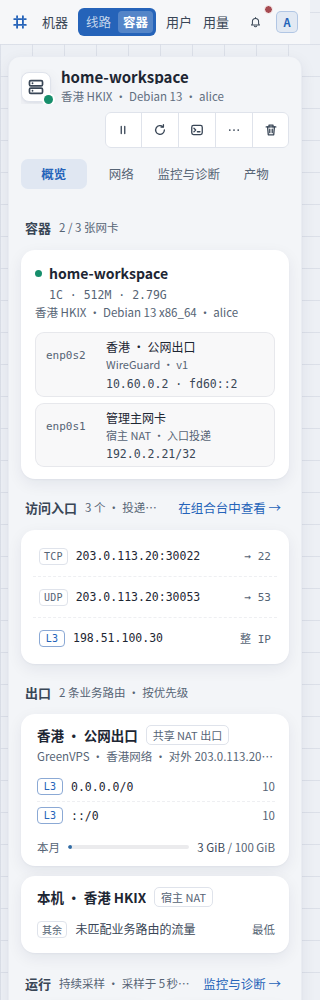 机器 线路 容器 用户 用量 A
home-workspace
香港 HKIX • Debian 13 • alice
概览 网络 监控与诊断 产物
容器 2 / 3 张网卡
home-workspace
1C · 512M · 2.79G
香港 HKIX • Debian 13 x86_64 • alice
enp0s2 香港 • 公网出口
WireGuard • v1
10.60.0.2 · fd60::2
enp0s1 管理主网卡
宿主 NAT • 入口投递
192.0.2.21/32
访问入口 3 个 • 投递… 在组合台中查看 →
TCP 203.0.113.20:30022 → 22
UDP 203.0.113.20:30053 → 53
L3 198.51.100.30 整 IP
出口 2 条业务路由 • 按优先级
香港 • 公网出口 共享 NAT 出口
GreenVPS • 香港网络 • 对外 203.0.113.20…
L3 0.0.0.0/0 10
L3 ::/0 10
本月 3 GiB / 100 GiB
本机 • 香港 HKIX 宿主 NAT
其余 未匹配业务路由的流量 最低
运行 持续采样 • 采样于 5 秒… 监控与诊断 →